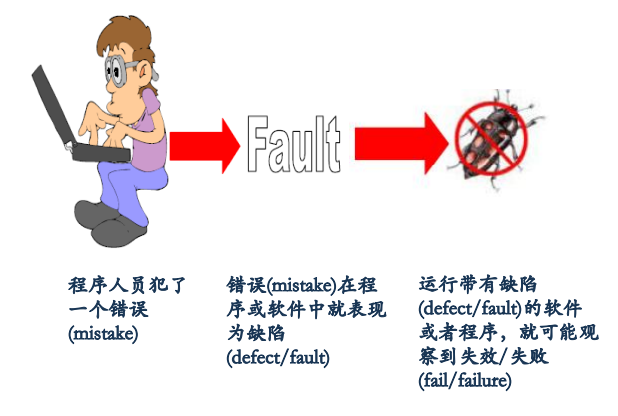 Fault
程序人员犯了
一个错误
(mistake)
错误(mistake)在程
序或软件中就表现
为缺陷
(defect/fault)
运行带有缺陷
(defect/fault)的软件
或者程序，就可能观
察到失效/失败
(fail/failure)